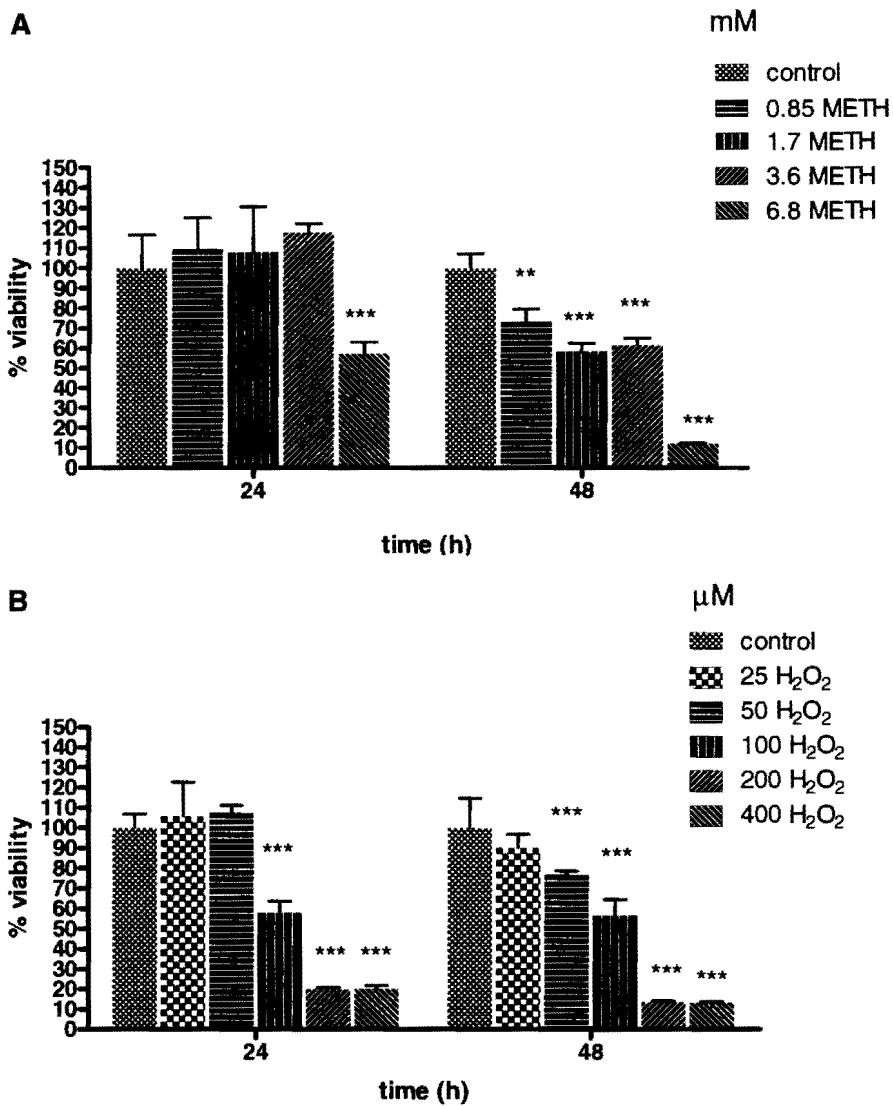 A
mM
control
0.85 METH
1.7 METH
3.6 METH
6.8 METH
150
140
130
120
110
100
90
80
70
60
50
40
30
20
10
0
% viability
***
**
***
***
***
24
48
time (h)
B
µM
control
25 H₂O₂
50 H₂O₂
100 H₂O₂
200 H₂O₂
400 H₂O₂
150
140
130
120
110
100
90
80
70
60
50
40
30
20
10
0
% viability
***
***
***
***
***
***
***
24
48
time (h)